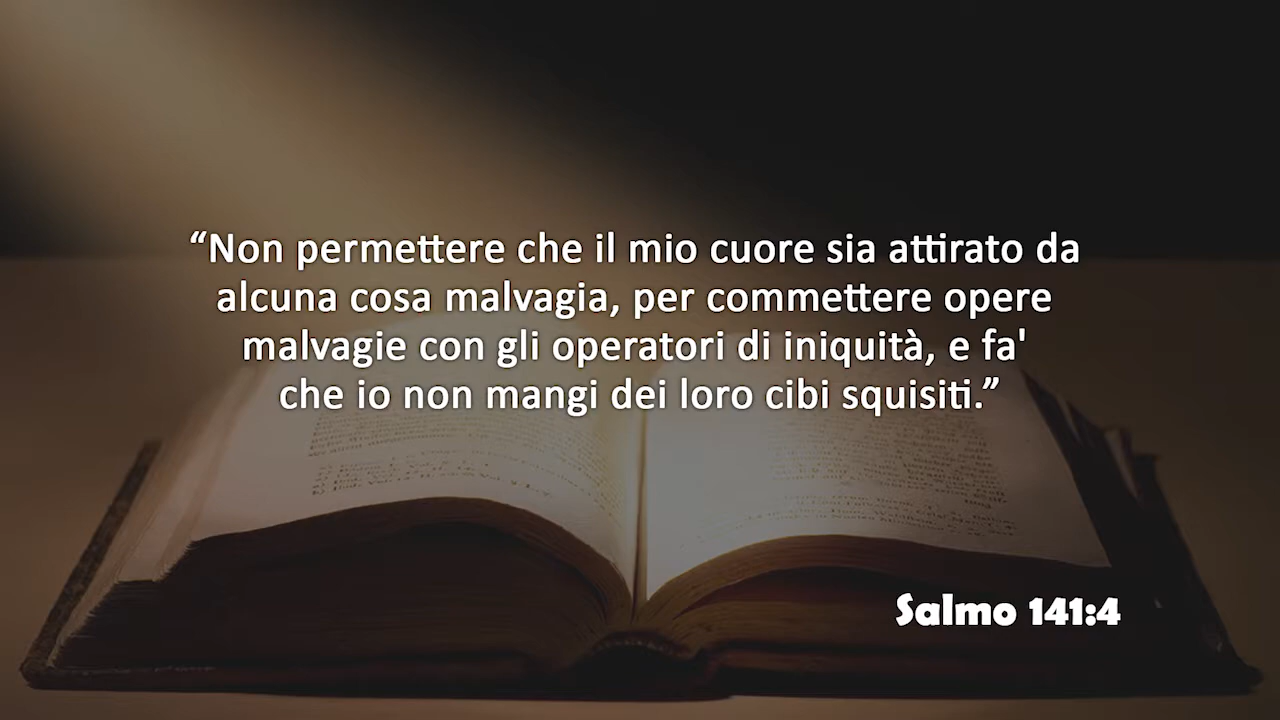 “Non permettere che il mio cuore sia attirato da
alcuna cosa malvagia, per commettere opere
malvagie con gli operatori di iniquità, e fa'
che io non mangi dei loro cibi squisiti.”
Salmo 141:4